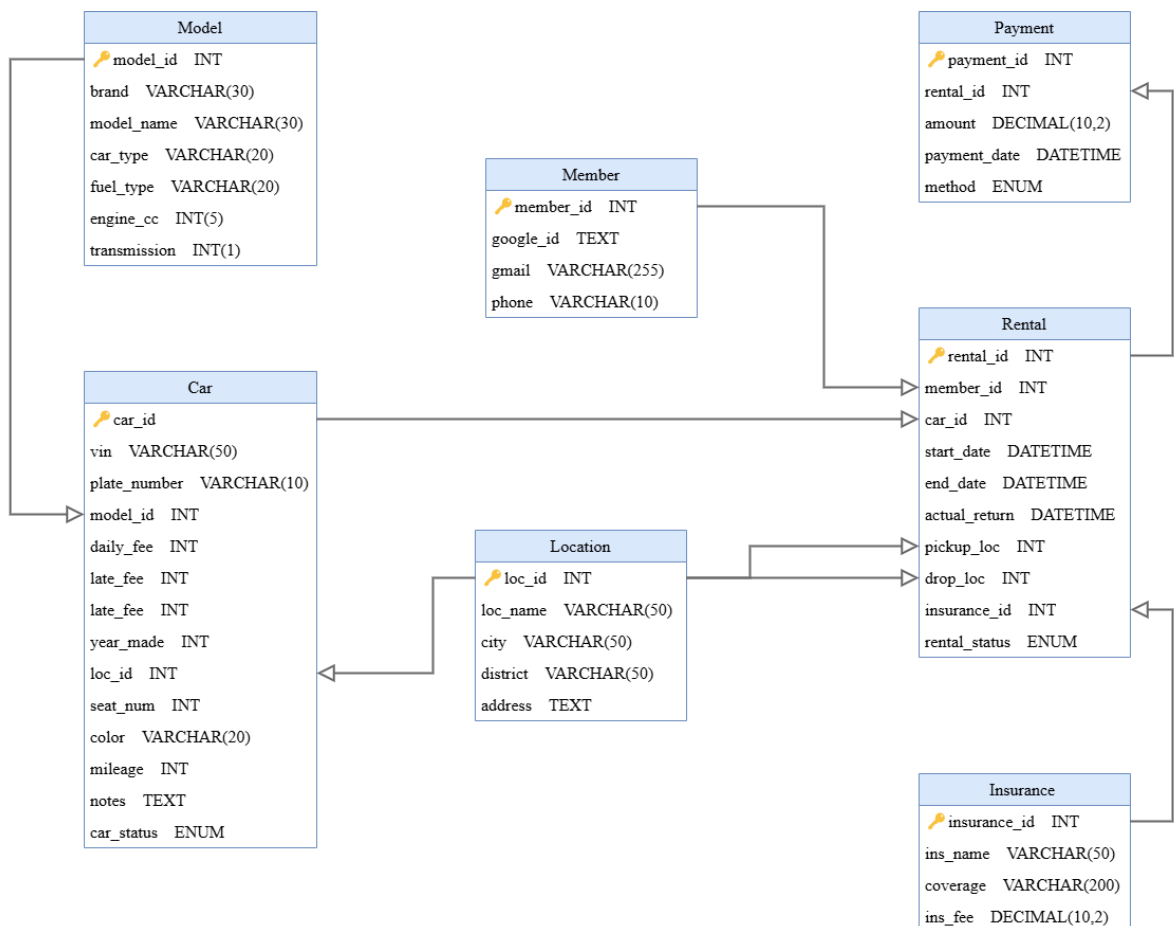 Model
model_id INT
brand VARCHAR(30)
model_name VARCHAR(30)
car_type VARCHAR(20)
fuel_type VARCHAR(20)
engine_cc INT(5)
transmission INT(1)
Payment
payment_id INT
rental_id INT
amount DECIMAL(10,2)
payment_date DATETIME
method ENUM
Member
member_id INT
google_id TEXT
gmail VARCHAR(255)
phone VARCHAR(10)
Rental
rental_id INT
member_id INT
car_id INT
start_date DATETIME
end_date DATETIME
actual_return DATETIME
pickup_loc INT
drop_loc INT
insurance_id INT
rental_status ENUM
Car
car_id
vin VARCHAR(50)
plate_number VARCHAR(10)
model_id INT
daily_fee INT
late_fee INT
late_fee INT
year_made INT
loc_id INT
seat_num INT
color VARCHAR(20)
mileage INT
notes TEXT
car_status ENUM
Location
loc_id INT
loc_name VARCHAR(50)
city VARCHAR(50)
district VARCHAR(50)
address TEXT
Insurance
insurance_id INT
ins_name VARCHAR(50)
coverage VARCHAR(200)
ins_fee DECIMAL(10,2)